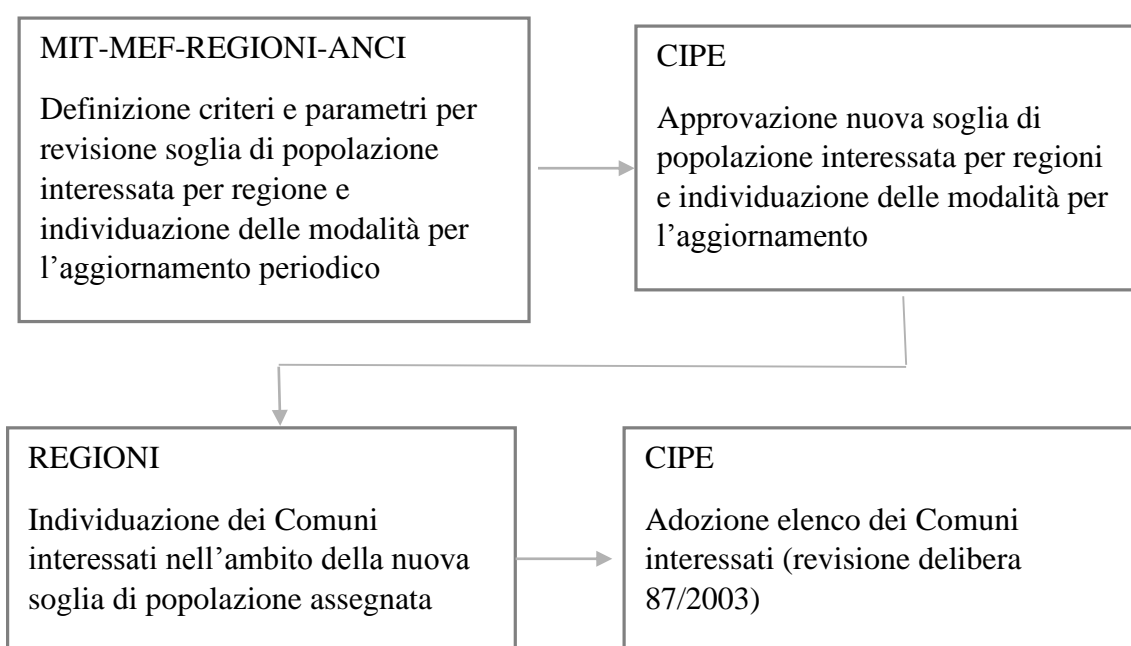 MIT-MEF-REGIONI-ANCI
Definizione criteri e parametri per
revisione soglia di popolazione
interessata per regione e
individuazione delle modalità per
l’aggiornamento periodico
CIPE
Approvazione nuova soglia di
popolazione interessata per regioni
e individuazione delle modalità per
l’aggiornamento
REGIONI
Individuazione dei Comuni
interessati nell’ambito della nuova
soglia di popolazione assegnata
CIPE
Adozione elenco dei Comuni
interessati (revisione delibera
87/2003)